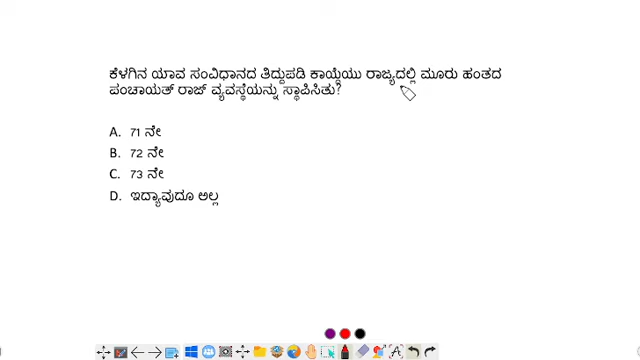 ಕೆಳಗಿನ ಯಾವ ಸಂವಿಧಾನದ ತಿದ್ದುಪಡಿ ಕಾಯ್ದೆಯು ರಾಜ್ಯದಲ್ಲಿ ಮೂರು ಹಂತದ
ಪಂಚಾಯತ್ ರಾಜ್ ವ್ಯವಸ್ಥೆಯನ್ನು ಸ್ಥಾಪಿಸಿತು?
A. 71 ನೇ
B. 72 ನೇ
C. 73 ನೇ
D. ಇದ್ಯಾವುದೂ ಅಲ್ಲ